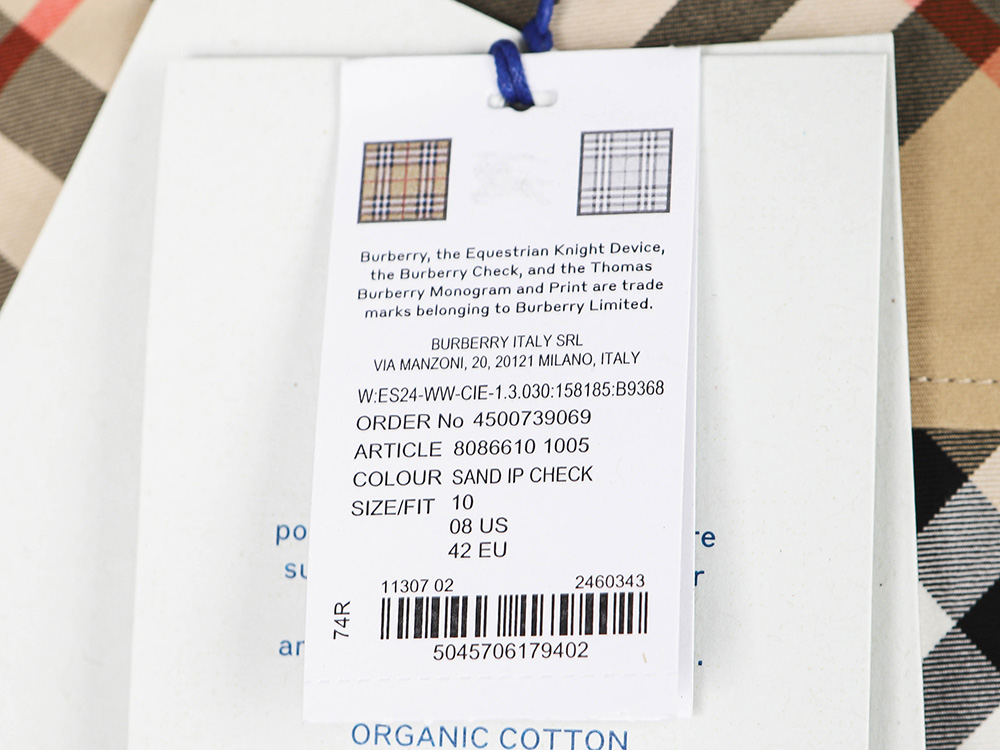 Burberry, the Equestrian Knight Device,
the Burberry Check, and the Thomas
Burberry Monogram and Print are trade
marks belonging to Burberry Limited.
BURBERRY ITALY SRL
VIA MANZONI, 20, 20121 MILANO, ITALY
W:ES24-WW-CIE-1.3.030:158185:B9368
ORDER No 4500739069
ARTICLE 8086610 1005
COLOUR SAND IP CHECK
SIZE/FIT 10
08 US
42 EU
11307 02 2460343
74R
5045706179402
ORGANIC COTTON